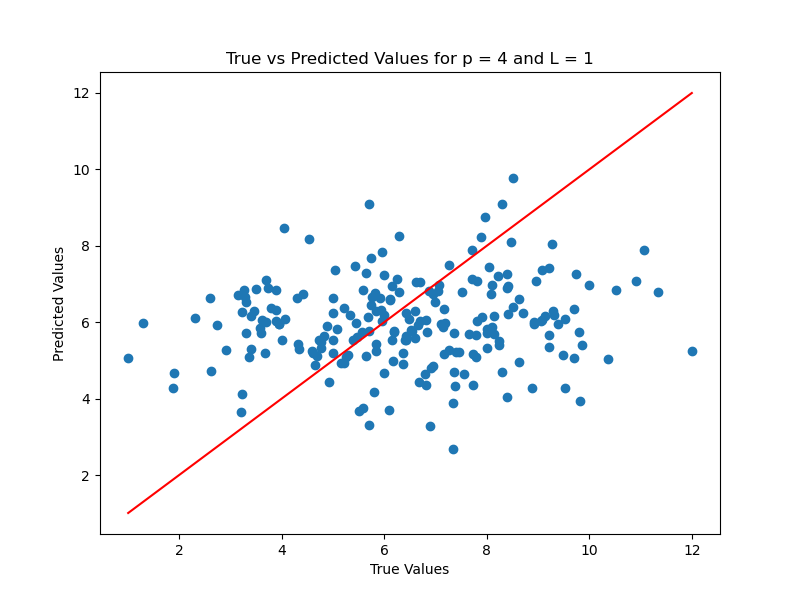 True vs Predicted Values for p = 4 and L = 1
12
10
8
6
4
2
Predicted Values
2 4 6 8 10 12
True Values